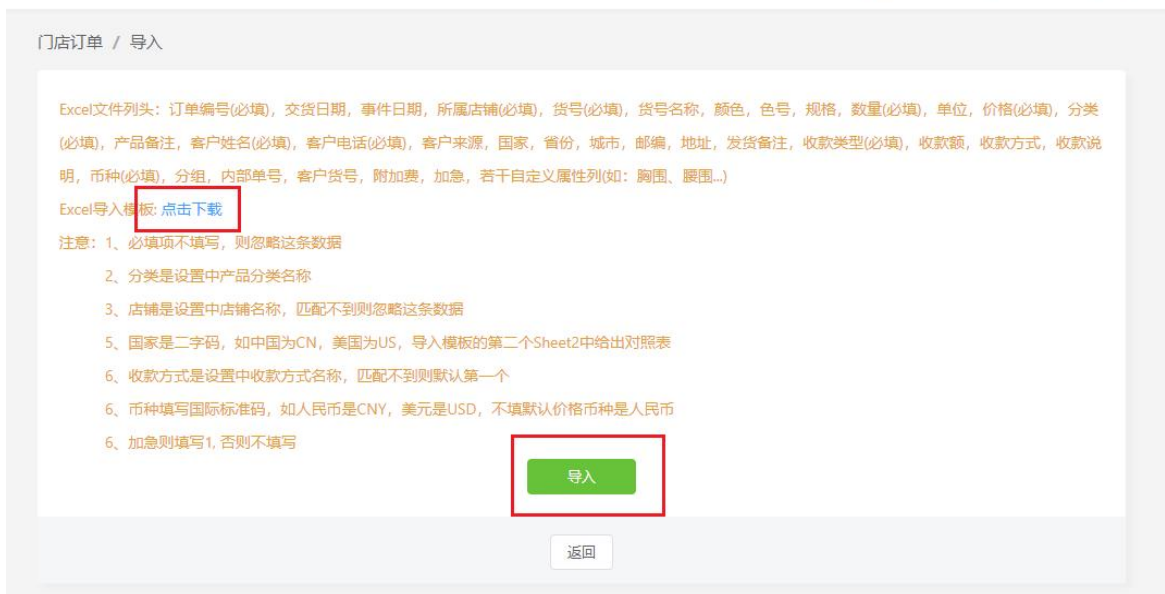 门店订单 / 导入
Excel文件列头：订单编号(必填)，交货日期，事件日期，所属店铺(必填)，货号(必填)，货号名称，颜色，色号，规格，数量(必填)，单位，价格(必填)，分类
(必填)，产品备注，客户姓名(必填)，客户电话(必填)，客户来源，国家，省份，城市，邮编，地址，发货备注，收款类型(必填)，收款额，收款方式，收款说
明，币种(必填)，分组，内部单号，客户货号，附加费，加急，若干自定义属性列(如：胸围、腰围...)
Excel导入模板: 点击下载
注意：1、必填项不填写，则忽略这条数据
2、分类是设置中产品分类名称
3、店铺是设置中店铺名称，匹配不到则忽略这条数据
5、国家是二字码，如中国为CN，美国为US，导入模板的第二个Sheet2中给出对照表
6、收款方式是设置中收款方式名称，匹配不到则默认第一个
6、币种填写国际标准码，如人民币是CNY，美元是USD，不填默认价格币种是人民币
6、加急则填写1, 否则不填写
导入
返回